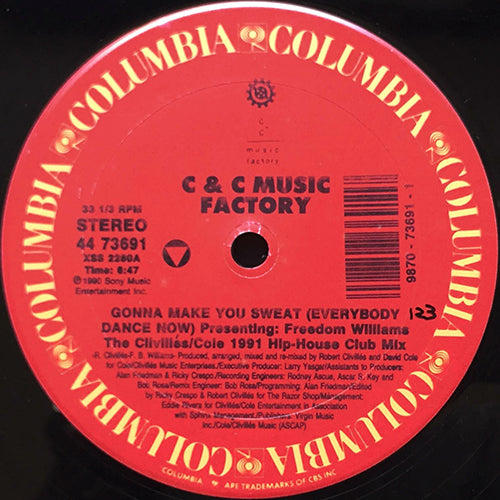 COLUMBIA COLUMBIA COLUMBIA COLUMBIA COLUMBIA COLUMBIA COLUMBIA COLUMBIA
C
+
C
music
factory
C & C MUSIC
FACTORY
33 1/3 RPM
STEREO
44 73691
XSS 2260A
Time: 6:47
℗1990 Sony Music
Entertainment Inc.
9870 - 73691 - 1
GONNA MAKE YOU SWEAT (EVERYBODY 123
DANCE NOW) Presenting: Freedom Williams
The Clivillés/Cole 1991 Hip-House Club Mix
-R. Clivillés-F. B. Williams- Produced, arranged, mixed and re-mixed by Robert Clivillés and David Cole
for Cole/Clivillés Music Enterprises/Executive Producer: Larry Yasgar/Assistants to Producers:
Alan Friedman & Ricky Crespo/Recording Engineers: Rodney Ascue, Ascar S. Key and
Bob Rosa/Remix Engineer: Bob Rosa/Programming: Alan Friedman/Edited
by Ricky Crespo & Robert Clivillés for The Razor Shop/Management:
Eddie Rivera for Clivillés/Cole Entertainment in Association
with Sphinx Management/Publishers: Virgin Music
Inc./Cole/Clivillés Music (ASCAP)
COLUMBIA ARE TRADEMARKS OF CBS INC